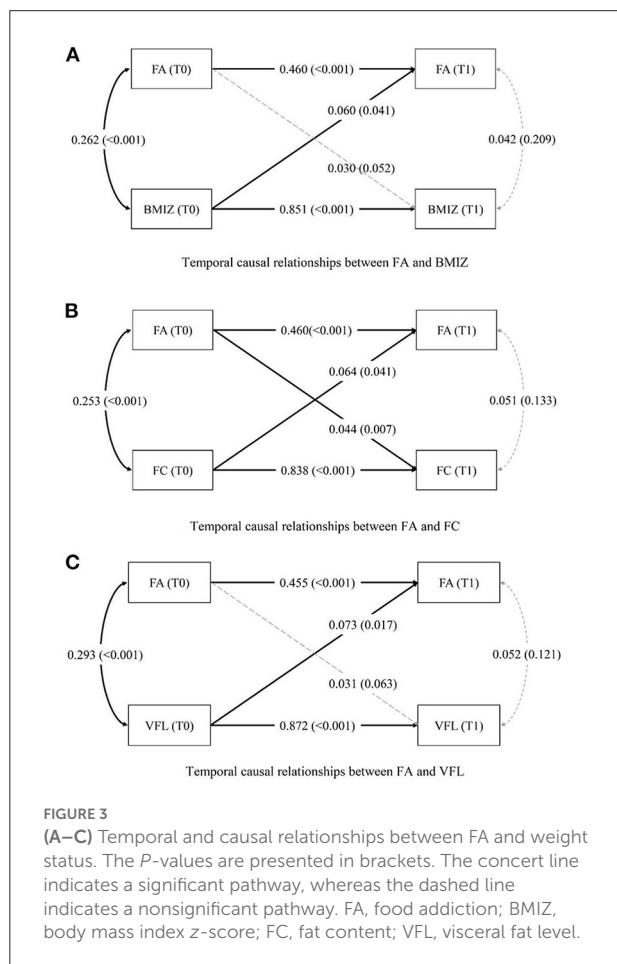 A
FA (T0)
0.460 (<0.001)
FA (T1)
0.060 (0.041)
0.262 (<0.001)
0.042 (0.209)
0.030 (0.052)
BMIZ (T0)
0.851 (<0.001)
BMIZ (T1)
Temporal causal relationships between FA and BMIZ
B
FA (T0)
0.460(<0.001)
FA (T1)
0.064 (0.041)
0.253 (<0.001)
0.051 (0.133)
0.044 (0.007)
FC (T0)
0.838 (<0.001)
FC (T1)
Temporal causal relationships between FA and FC
C
FA (T0)
0.455 (<0.001)
FA (T1)
0.073 (0.017)
0.293 (<0.001)
0.052 (0.121)
0.031 (0.063)
VFL (T0)
0.872 (<0.001)
VFL (T1)
Temporal causal relationships between FA and VFL
FIGURE 3
(A–C) Temporal and causal relationships between FA and weight
status. The P-values are presented in brackets. The concert line
indicates a significant pathway, whereas the dashed line
indicates a nonsignificant pathway. FA, food addiction; BMIZ,
body mass index z-score; FC, fat content; VFL, visceral fat level.